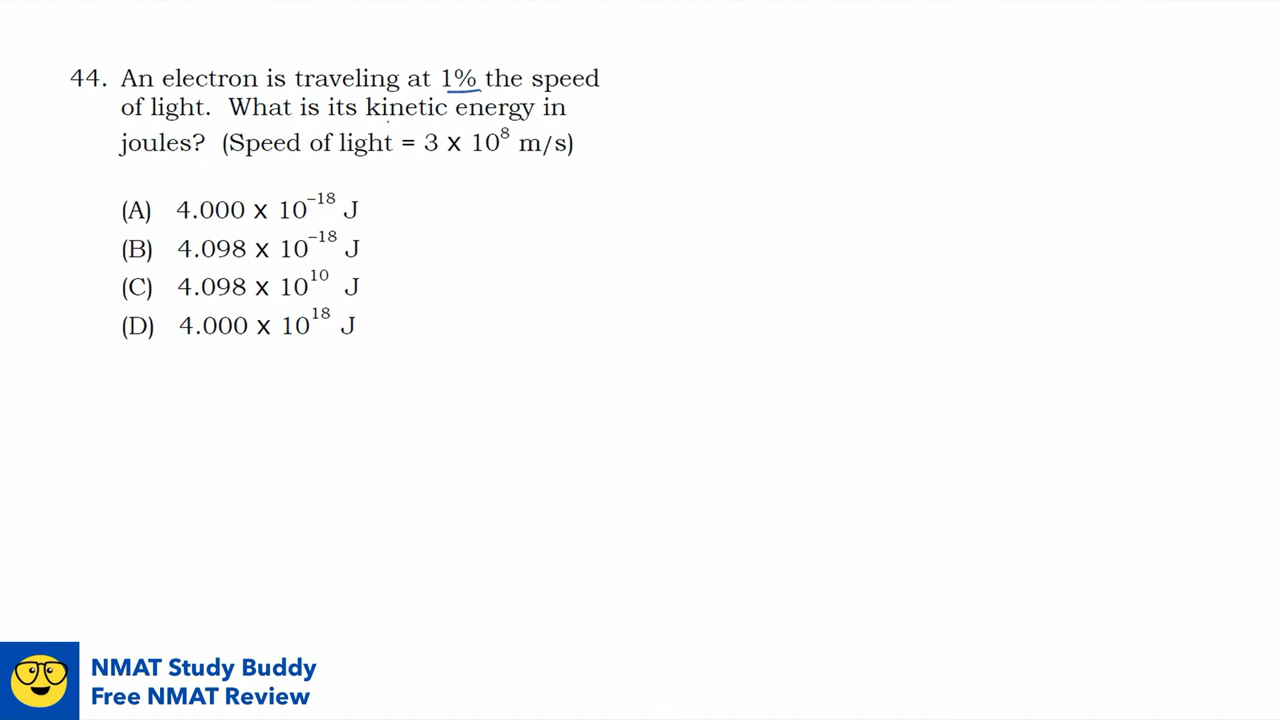 44. An electron is traveling at 1% the speed
of light. What is its kinetic energy in
joules? (Speed of light = 3 x 10⁸ m/s)
(A) 4.000 x 10⁻¹⁸ J
(B) 4.098 x 10⁻¹⁸ J
(C) 4.098 x 10¹⁰ J
(D) 4.000 x 10¹⁸ J
NMAT Study Buddy
Free NMAT Review